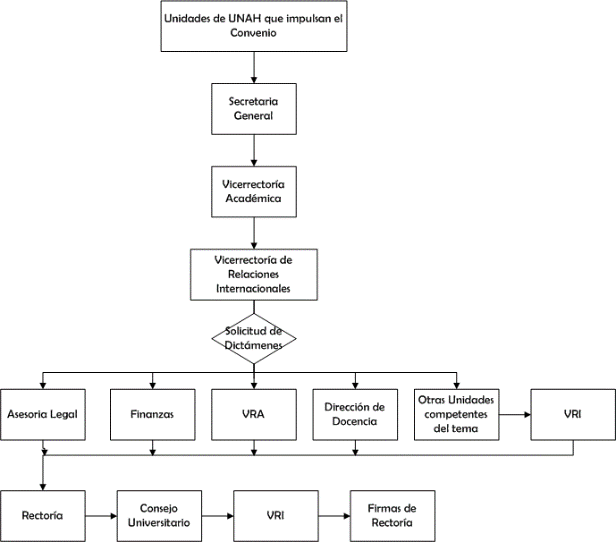 Unidades de UNAH que impulsan el
Convenio
Secretaria
General
Vicerrectoría
Académica
Vicerrectoría de
Relaciones
Internacionales
Solicitud de
Dictámenes
Asesoria Legal
Finanzas
VRA
Dirección de
Docencia
Otras Unidades
competentes
del tema
VRI
Rectoría
Consejo
Universitario
VRI
Firmas de
Rectoría